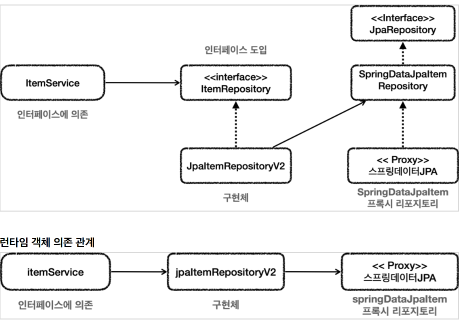 <<Interface>>
JpaRepository
인터페이스 도입
ItemService
<<interface>>
ItemRepository
SpringDataJpaItem
Repository
인터페이스에 의존
JpaItemRepositoryV2
<< Proxy>>
스프링데이터JPA
구현체
SpringDataJpaItem
프록시 리포지토리
런타임 객체 의존 관계
itemService
jpaItemRepositoryV2
<< Proxy>>
스프링데이터JPA
인터페이스에 의존
구현체
springDataJpaItem
프록시 리포지토리